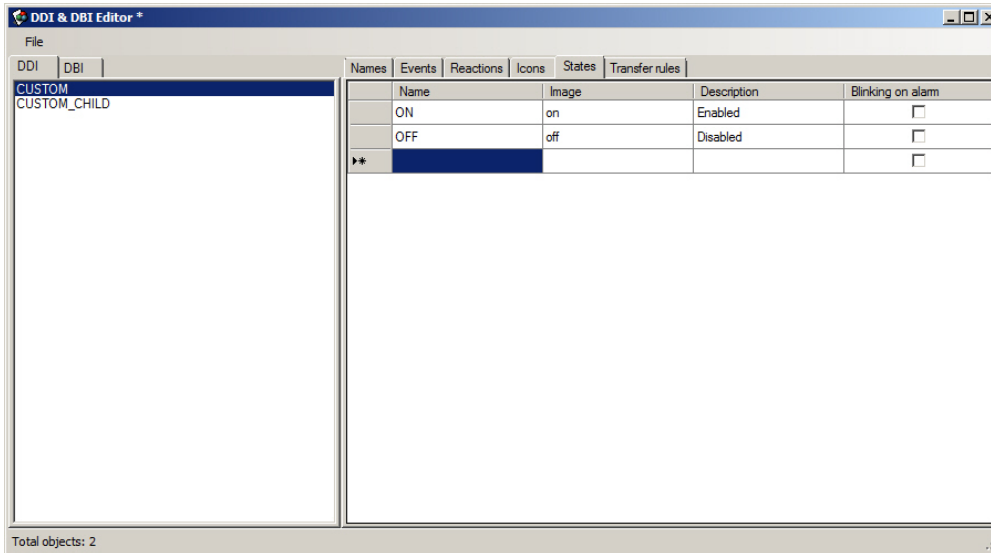 DDI & DBI Editor *
File
DDI DBI
Names Events Reactions Icons States Transfer rules
CUSTOM
CUSTOM_CHILD
Name Image Description Blinking on alarm
ON on Enabled
OFF off Disabled
Total objects: 2